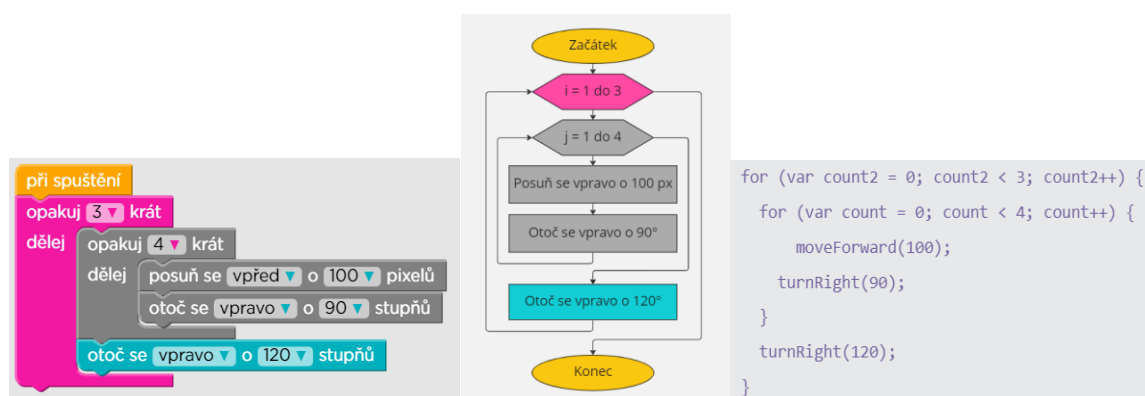 při spuštění
opakuj 3 krát
dělej opakuj 4 krát
dělej posuň se vpřed o 100 pixelů
otoč se vpravo o 90 stupňů
otoč se vpravo o 120 stupňů
Začátek
i = 1 do 3
j = 1 do 4
Posuň se vpravo o 100 px
Otoč se vpravo o 90°
Otoč se vpravo o 120°
Konec
for (var count2 = 0; count2 < 3; count2++) {
for (var count = 0; count < 4; count++) {
moveForward(100);
turnRight(90);
}
turnRight(120);
}